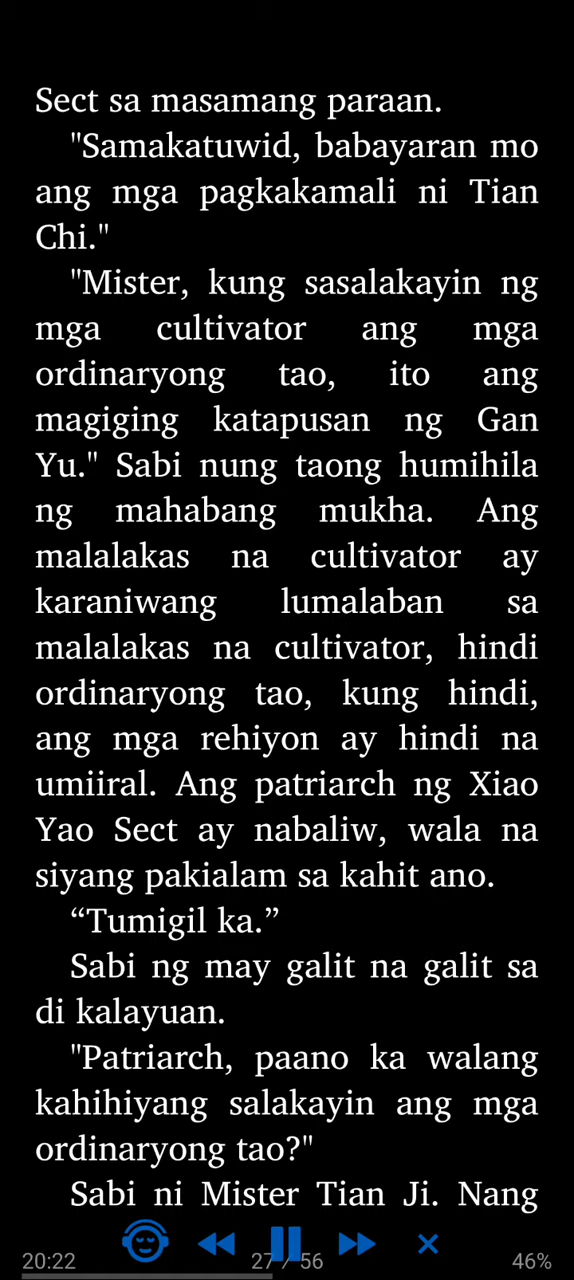 Sect sa masamang paraan.
"Samakatuwid, babayaran mo
ang mga pagkakamali ni Tian
Chi."
"Mister, kung sasalakayin ng
mga cultivator ang mga
ordinaryong tao, ito ang
magiging katapusan ng Gan
Yu." Sabi nung taong humihila
ng mahabang mukha. Ang
malalakas na cultivator ay
karaniwang lumalaban sa
malalakas na cultivator, hindi
ordinaryong tao, kung hindi,
ang mga rehiyon ay hindi na
umiiral. Ang patriarch ng Xiao
Yao Sect ay nabaliw, wala na
siyang pakialam sa kahit ano.
“Tumigil ka.”
Sabi ng may galit na galit sa
di kalayuan.
"Patriarch, paano ka walang
kahihiyang salakayin ang mga
ordinaryong tao?"
Sabi ni Mister Tian Ji. Nang
20:22 27 / 56 46%